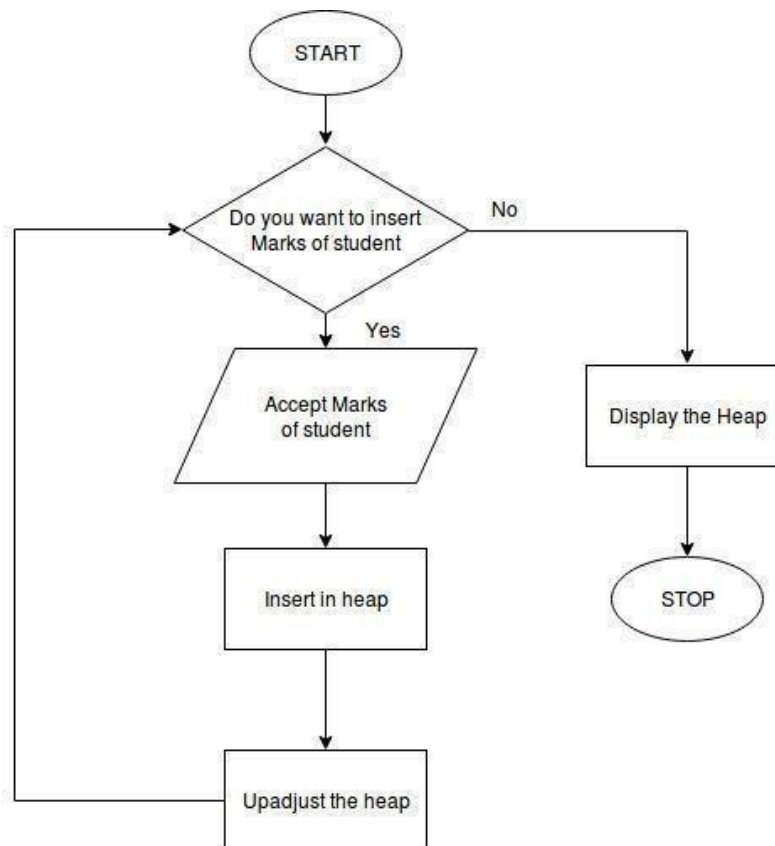 START
Do you want to insert
Marks of student
No
Yes
Accept Marks
of student
Display the Heap
Insert in heap
STOP
Upadjust the heap